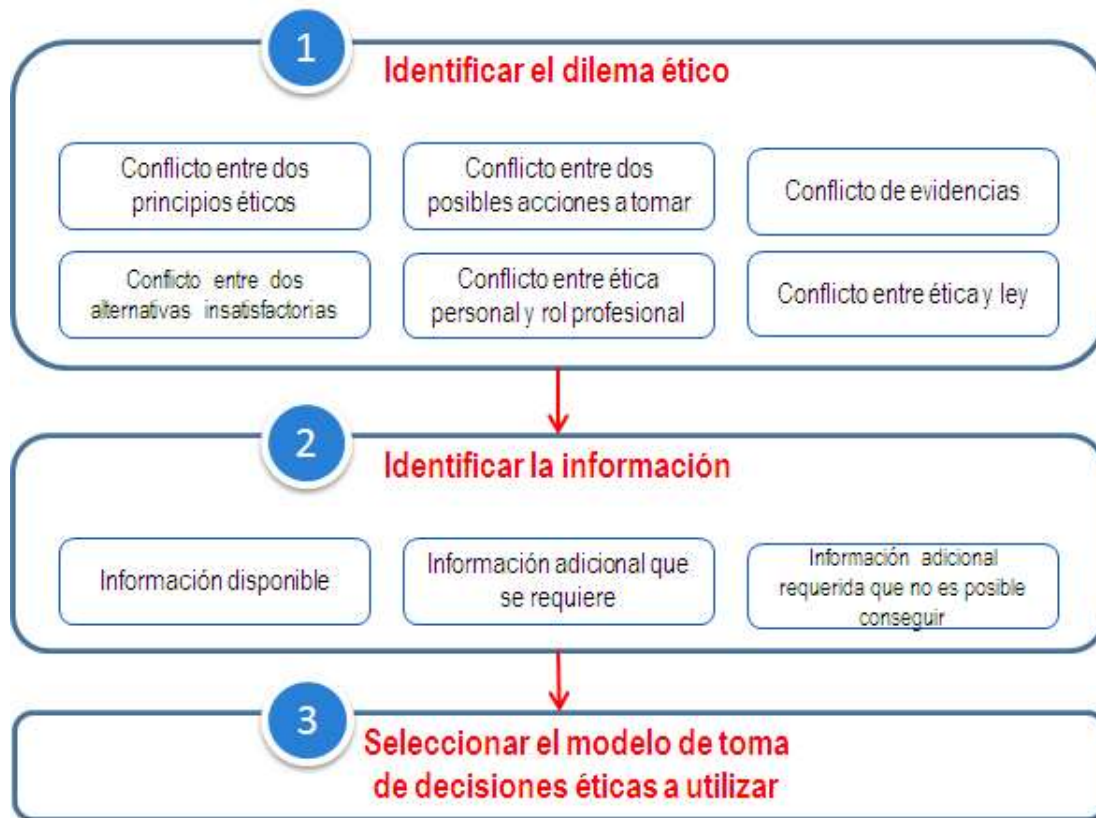 1
Identificar el dilema ético
Conflicto entre dos
principios éticos
Conflicto entre dos
posibles acciones a tomar
Conflicto de evidencias
Conflicto entre dos
alternativas insatisfactorias
Conflicto entre ética
personal y rol profesional
Conflicto entre ética y ley
2
Identificar la información
Información disponible
Información adicional que
se requiere
Información adicional
requerida que no es posible
conseguir
3
Seleccionar el modelo de toma
de decisiones éticas a utilizar